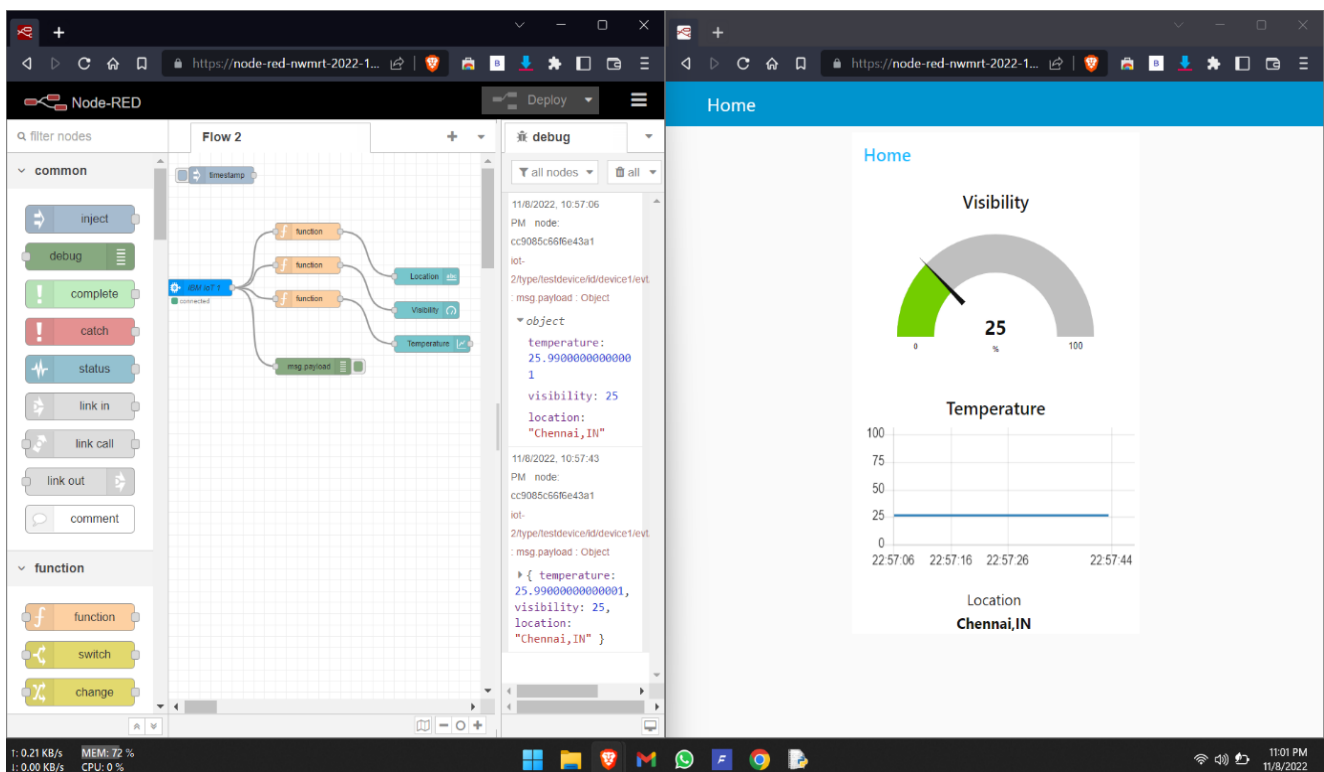 https://node-red-nwmrt-2022-1...
Node-RED
Deploy
filter nodes
Flow 2
debug
common
all nodes
all
inject
debug
complete
catch
status
link in
link call
link out
comment
function
function
switch
change
timestamp
function
function
function
IBM IoT 1
connected
Location
abc
Visibility
Temperature
msg.payload
11/8/2022, 10:57:06
PM node:
cc9085c66f6e43a1
iot-
2/type/testdevice/id/device1/evt
: msg.payload : Object
object
temperature:
25.9900000000000
1
visibility: 25
location:
"Chennai,IN"
11/8/2022, 10:57:43
PM node:
cc9085c66f6e43a1
iot-
2/type/testdevice/id/device1/evt
: msg.payload : Object
{ temperature:
25.99000000000001,
visibility: 25,
location:
"Chennai,IN" }
https://node-red-nwmrt-2022-1...
Home
Home
Visibility
25
0
%
100
Temperature
100
75
50
25
0
22:57:06 22:57:16 22:57:26 22:57:44
Location
Chennai,IN
↑: 0.21 KB/s MEM: 72 %
↓: 0.00 KB/s CPU: 0 %
11:01 PM
11/8/2022